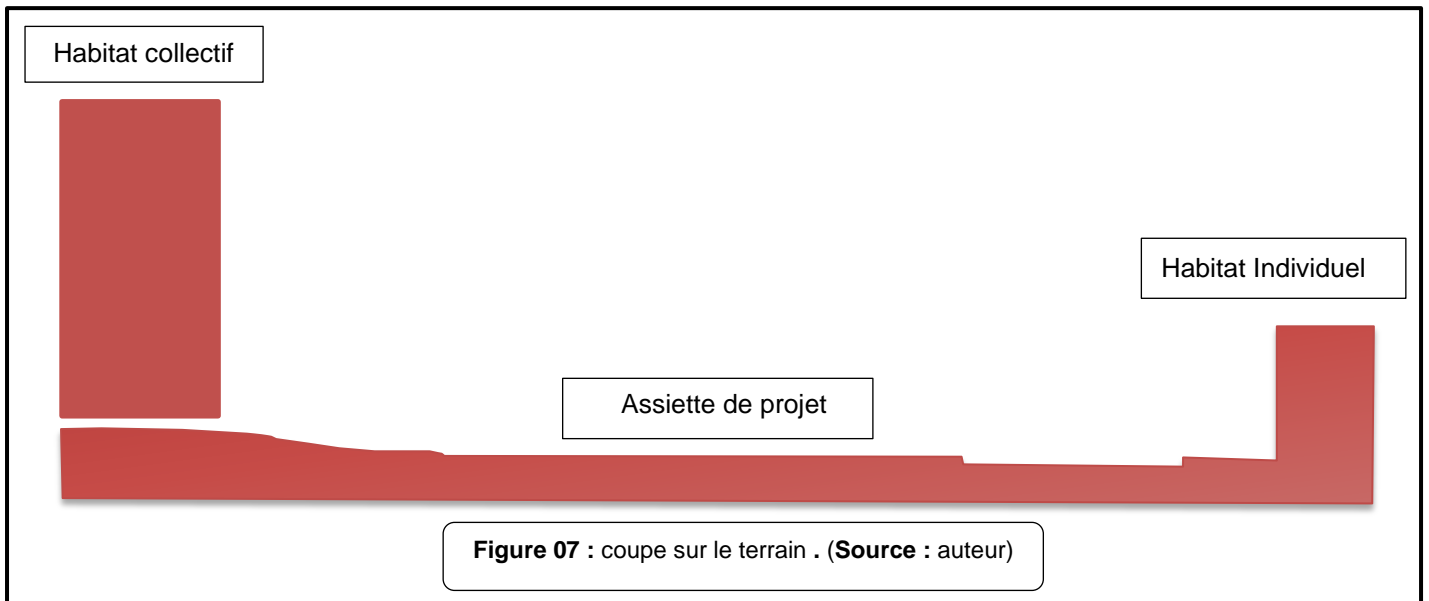 Habitat collectif
Habitat Individuel
Assiette de projet
Figure 07 : coupe sur le terrain . (Source : auteur)